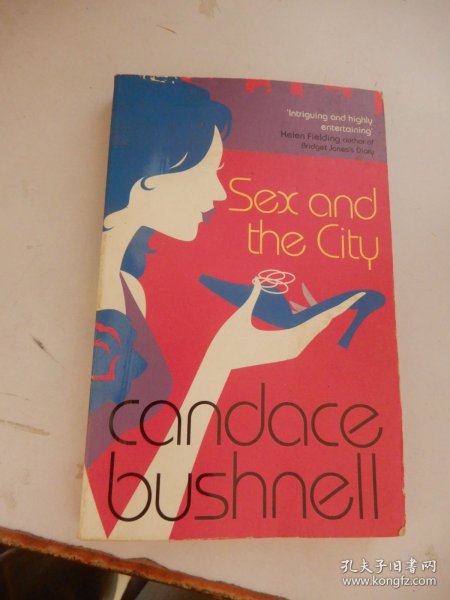 'Intriguing and highly
entertaining'
Helen Fielding author of
Bridget Jones's Diary
Sex and
the City
candace
bushnell
孔夫子旧书网
www.kongfz.com